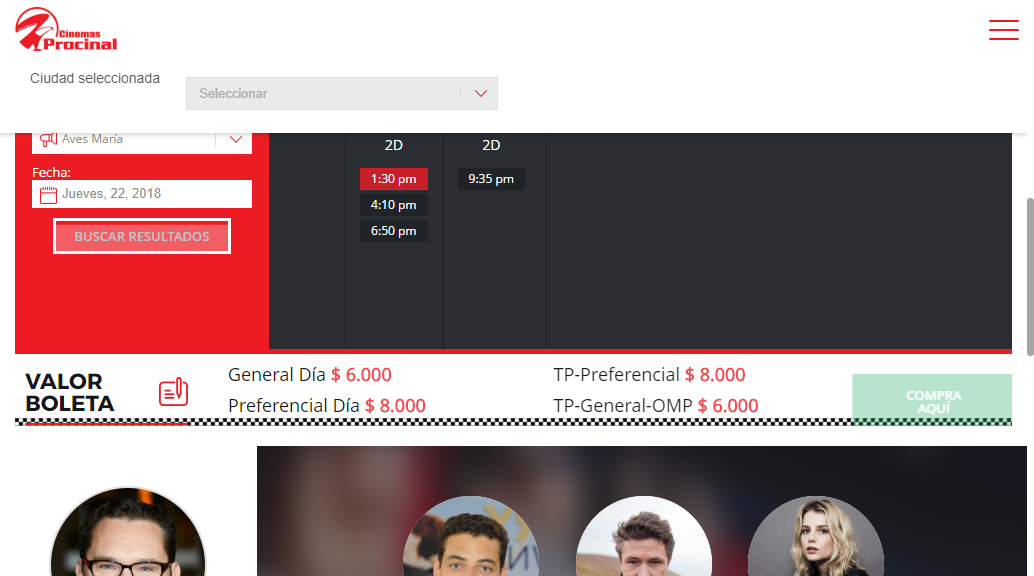 Cinemas
Procinal
Ciudad seleccionada
Seleccionar
Aves María
Fecha:
Jueves, 22, 2018
BUSCAR RESULTADOS
2D
1:30 pm
4:10 pm
6:50 pm
2D
9:35 pm
VALOR
BOLETA
General Día $ 6.000
Preferencial Día $ 8.000
TP-Preferencial $ 8.000
TP-General-OMP $ 6.000
COMPRA
AQUÍ